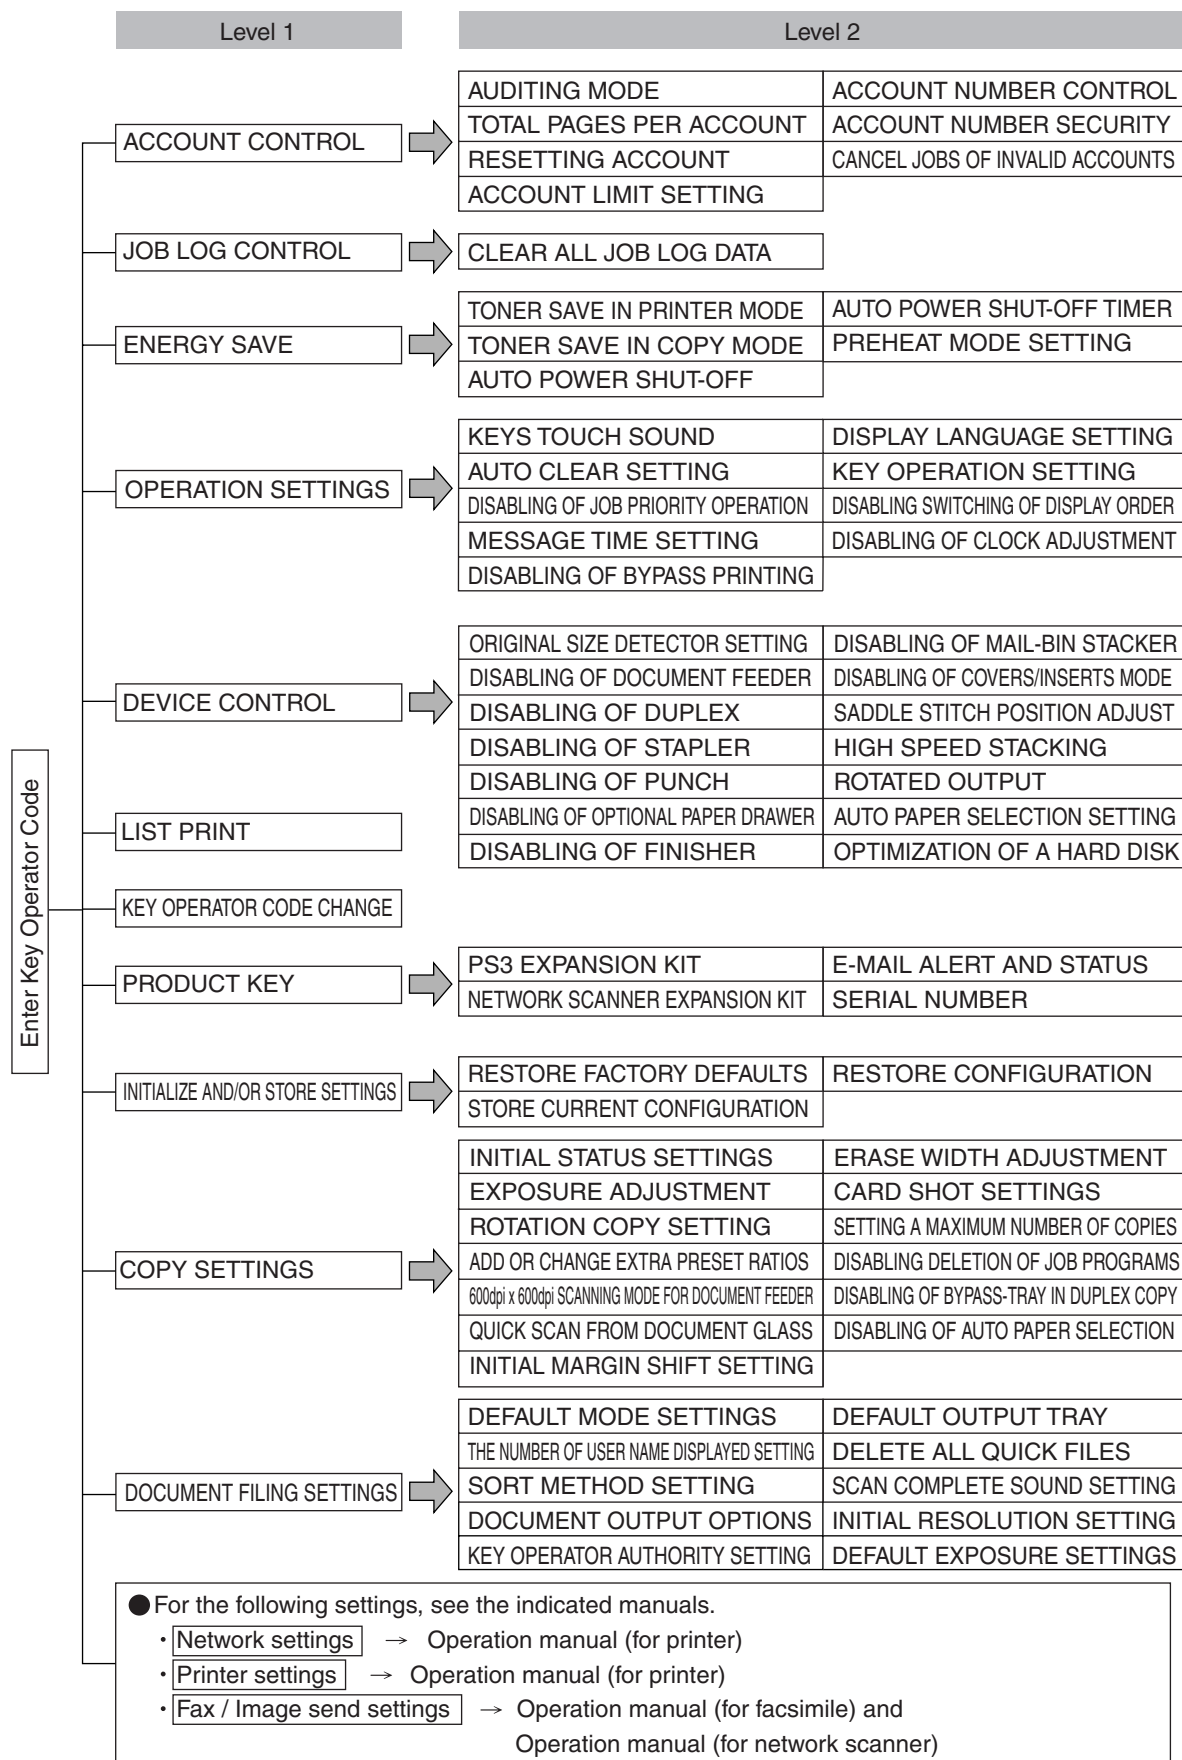 Level 1
Level 2
Enter Key Operator Code
ACCOUNT CONTROL
AUDITING MODE
ACCOUNT NUMBER CONTROL
TOTAL PAGES PER ACCOUNT
ACCOUNT NUMBER SECURITY
RESETTING ACCOUNT
CANCEL JOBS OF INVALID ACCOUNTS
ACCOUNT LIMIT SETTING
JOB LOG CONTROL
CLEAR ALL JOB LOG DATA
ENERGY SAVE
TONER SAVE IN PRINTER MODE
AUTO POWER SHUT-OFF TIMER
TONER SAVE IN COPY MODE
PREHEAT MODE SETTING
AUTO POWER SHUT-OFF
OPERATION SETTINGS
KEYS TOUCH SOUND
DISPLAY LANGUAGE SETTING
AUTO CLEAR SETTING
KEY OPERATION SETTING
DISABLING OF JOB PRIORITY OPERATION
DISABLING SWITCHING OF DISPLAY ORDER
MESSAGE TIME SETTING
DISABLING OF CLOCK ADJUSTMENT
DISABLING OF BYPASS PRINTING
DEVICE CONTROL
ORIGINAL SIZE DETECTOR SETTING
DISABLING OF MAIL-BIN STACKER
DISABLING OF DOCUMENT FEEDER
DISABLING OF COVERS/INSERTS MODE
DISABLING OF DUPLEX
SADDLE STITCH POSITION ADJUST
DISABLING OF STAPLER
HIGH SPEED STACKING
DISABLING OF PUNCH
ROTATED OUTPUT
DISABLING OF OPTIONAL PAPER DRAWER
AUTO PAPER SELECTION SETTING
DISABLING OF FINISHER
OPTIMIZATION OF A HARD DISK
LIST PRINT
KEY OPERATOR CODE CHANGE
PRODUCT KEY
PS3 EXPANSION KIT
E-MAIL ALERT AND STATUS
NETWORK SCANNER EXPANSION KIT
SERIAL NUMBER
INITIALIZE AND/OR STORE SETTINGS
RESTORE FACTORY DEFAULTS
RESTORE CONFIGURATION
STORE CURRENT CONFIGURATION
COPY SETTINGS
INITIAL STATUS SETTINGS
ERASE WIDTH ADJUSTMENT
EXPOSURE ADJUSTMENT
CARD SHOT SETTINGS
ROTATION COPY SETTING
SETTING A MAXIMUM NUMBER OF COPIES
ADD OR CHANGE EXTRA PRESET RATIOS
DISABLING DELETION OF JOB PROGRAMS
600dpi x 600dpi SCANNING MODE FOR DOCUMENT FEEDER
DISABLING OF BYPASS-TRAY IN DUPLEX COPY
QUICK SCAN FROM DOCUMENT GLASS
DISABLING OF AUTO PAPER SELECTION
INITIAL MARGIN SHIFT SETTING
DOCUMENT FILING SETTINGS
DEFAULT MODE SETTINGS
DEFAULT OUTPUT TRAY
THE NUMBER OF USER NAME DISPLAYED SETTING
DELETE ALL QUICK FILES
SORT METHOD SETTING
SCAN COMPLETE SOUND SETTING
DOCUMENT OUTPUT OPTIONS
INITIAL RESOLUTION SETTING
KEY OPERATOR AUTHORITY SETTING
DEFAULT EXPOSURE SETTINGS
●For the following settings, see the indicated manuals.
· Network settings → Operation manual (for printer)
· Printer settings → Operation manual (for printer)
· Fax / Image send settings → Operation manual (for facsimile) and
Operation manual (for network scanner)